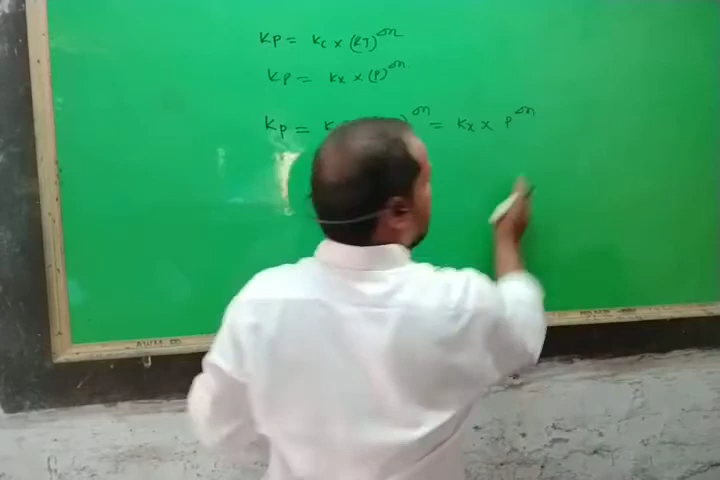 Kp = Kc × (RT)^Δn
Kp = Kx × (P)^Δn
Kp = K )^Δn = Kx × P^Δn